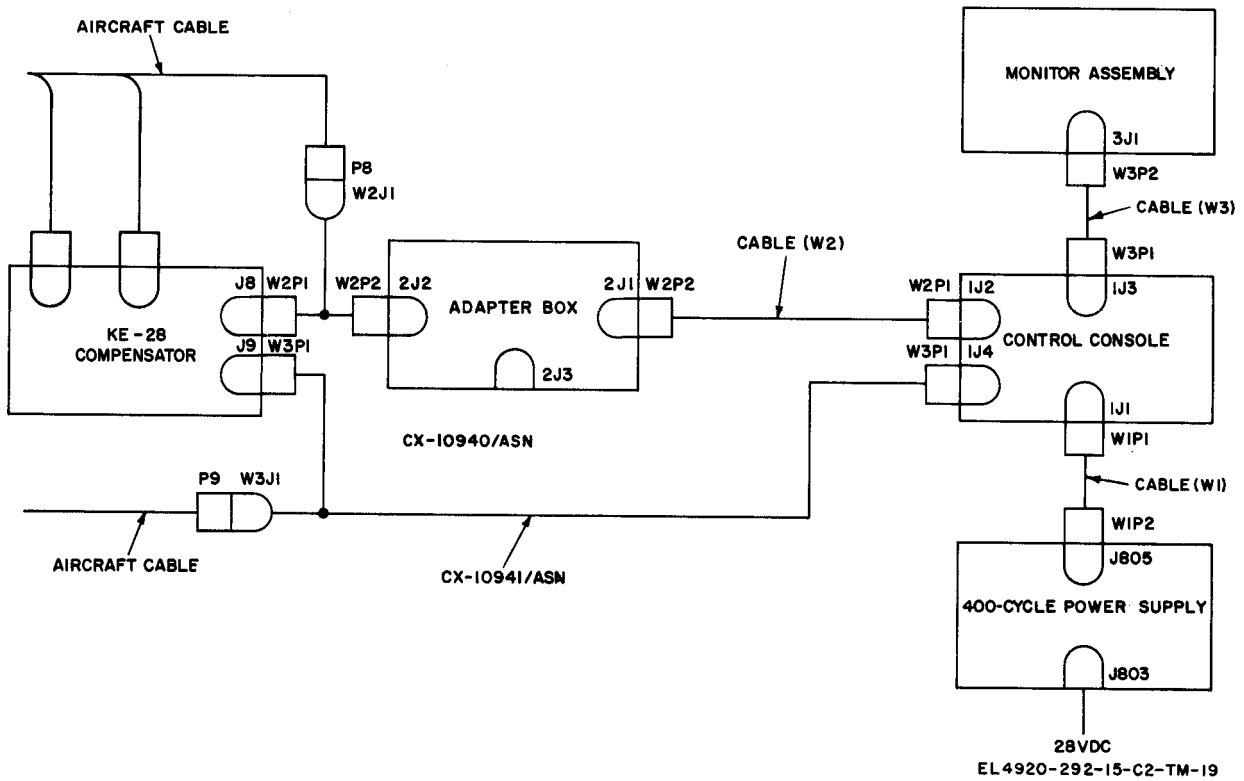 AIRCRAFT CABLE
P8
W2J1
MONITOR ASSEMBLY
3J1
W3P2
CABLE (W3)
W3P1
1J3
J8 W2P1
W2P2 2J2
ADAPTER BOX
2J1 W2P2
CABLE (W2)
W2P1 1J2
KE-28
COMPENSATOR
J9 W3P1
2J3
W3P1 1J4
CONTROL CONSOLE
1J1
W1P1
CX-10940/ASN
CABLE (W1)
P9 W3J1
AIRCRAFT CABLE
CX-10941/ASN
W1P2
J805
400-CYCLE POWER SUPPLY
J803
28VDC
EL4920-292-15-C2-TM-19